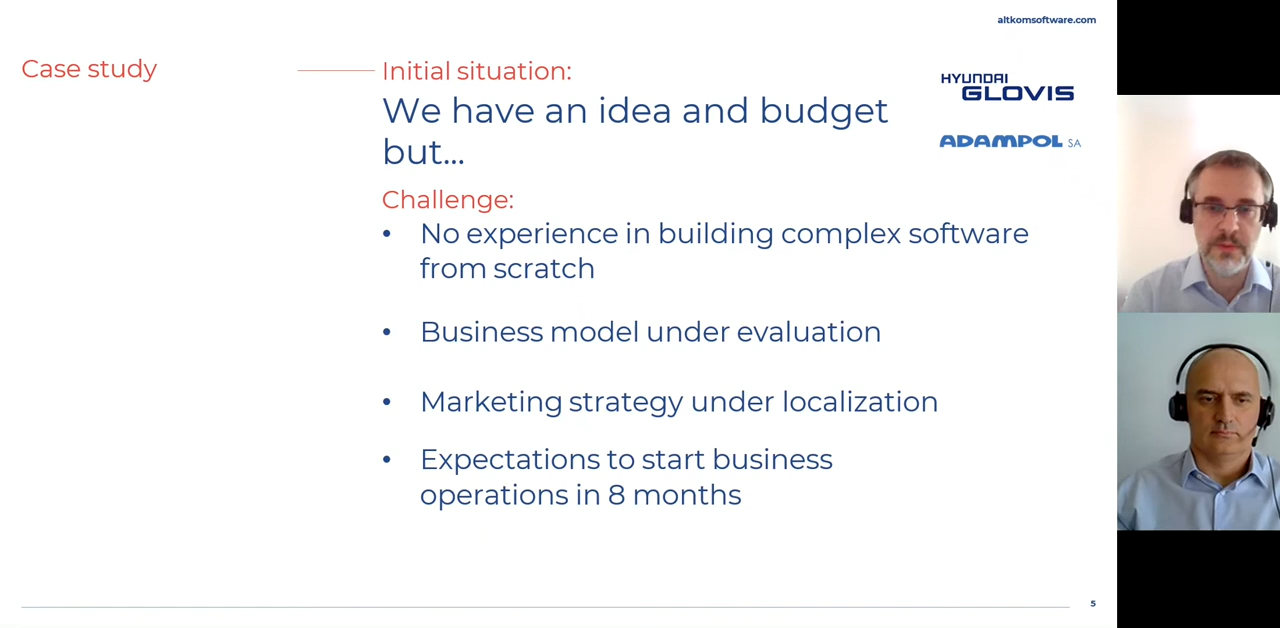 altkomsoftware.com
Case study
Initial situation:
We have an idea and budget
but...
HYUNDAI
GLOVIS
ADAMPOL SA
Challenge:
• No experience in building complex software
from scratch
• Business model under evaluation
• Marketing strategy under localization
• Expectations to start business
operations in 8 months
5